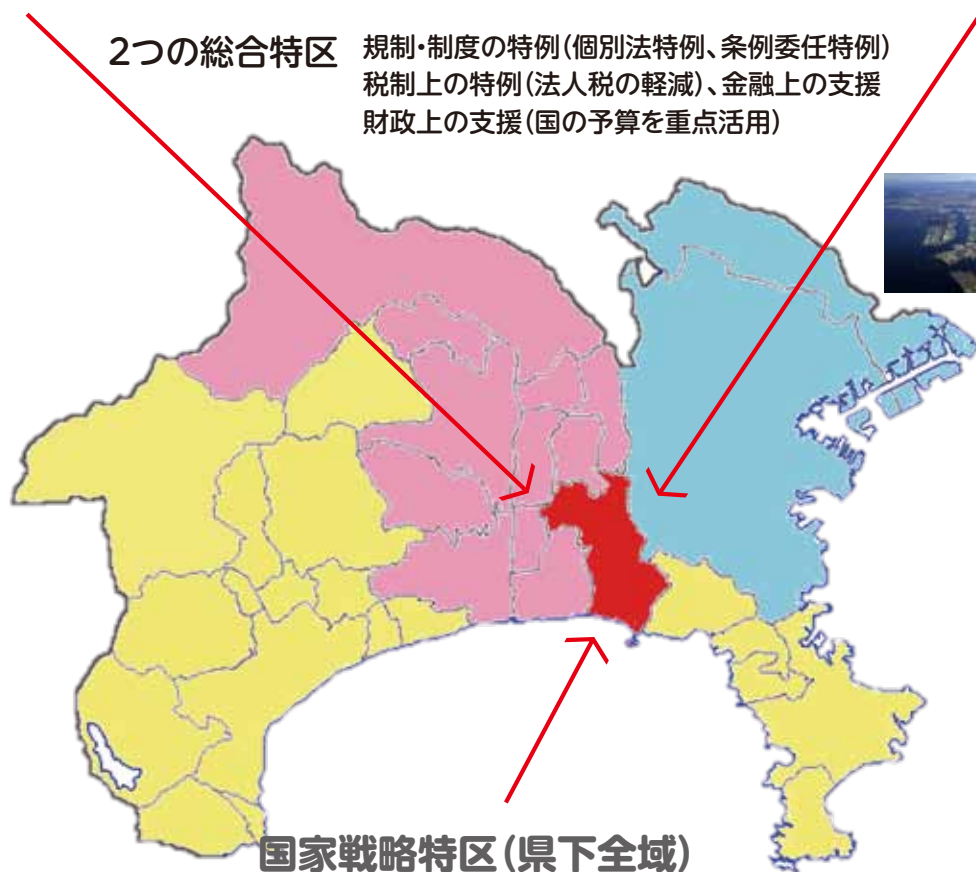 2つの総合特区
規制・制度の特例(個別法特例、条例委任特例)
税制上の特例(法人税の軽減)、金融上の支援
財政上の支援(国の予算を重点活用)
国家戦略特区(県下全域)